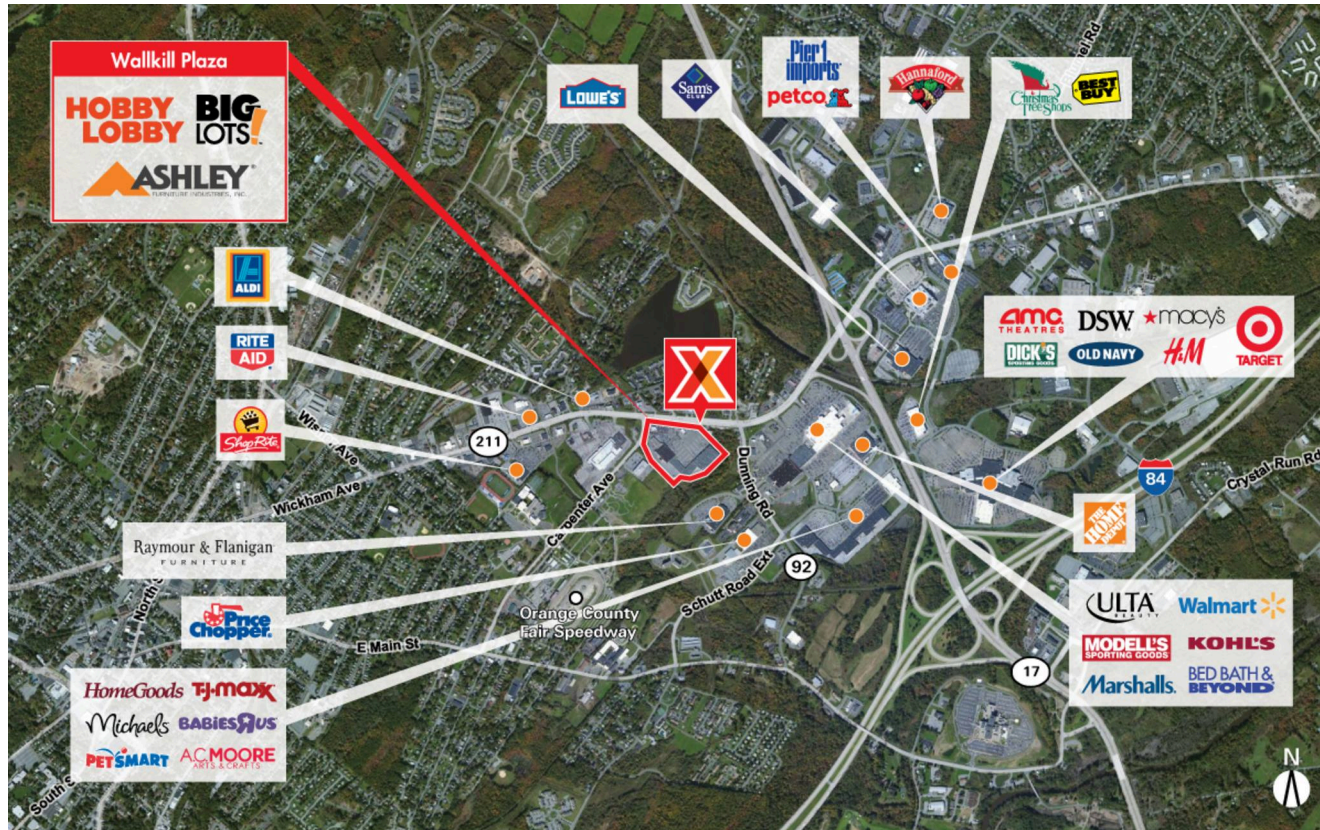 Wallkill Plaza
HOBBY
LOBBY
BIG
LOTS!
ASHLEY
FURNITURE INDUSTRIES, INC.
LOWE'S
Sam's
CLUB
Pier 1
imports
petco
Hannaford
Christmas
Tree Shops
BEST
BUY
ALDI
RITE
AID
ShopRite
amc
THEATRES
DSW
macy's
TARGET
DICK'S
SPORTING GOODS
OLD NAVY
H&M
211
Wickham Ave
Carpenter Ave
Dunning Rd
84
Crystal Run Rd
Raymour & Flanigan
FURNITURE
THE
HOME
DEPOT
92
Schutt Road Ext
Orange County
Fair Speedway
Price
Chopper
E Main St
17
ULTA
BEAUTY
Walmart
MODELL'S
SPORTING GOODS
KOHL'S
Marshalls
BED BATH &
BEYOND
HomeGoods
T·J·maxx
Michaels
BABIESRUS
PETSMART
A.C.MOORE
ARTS & CRAFTS
N